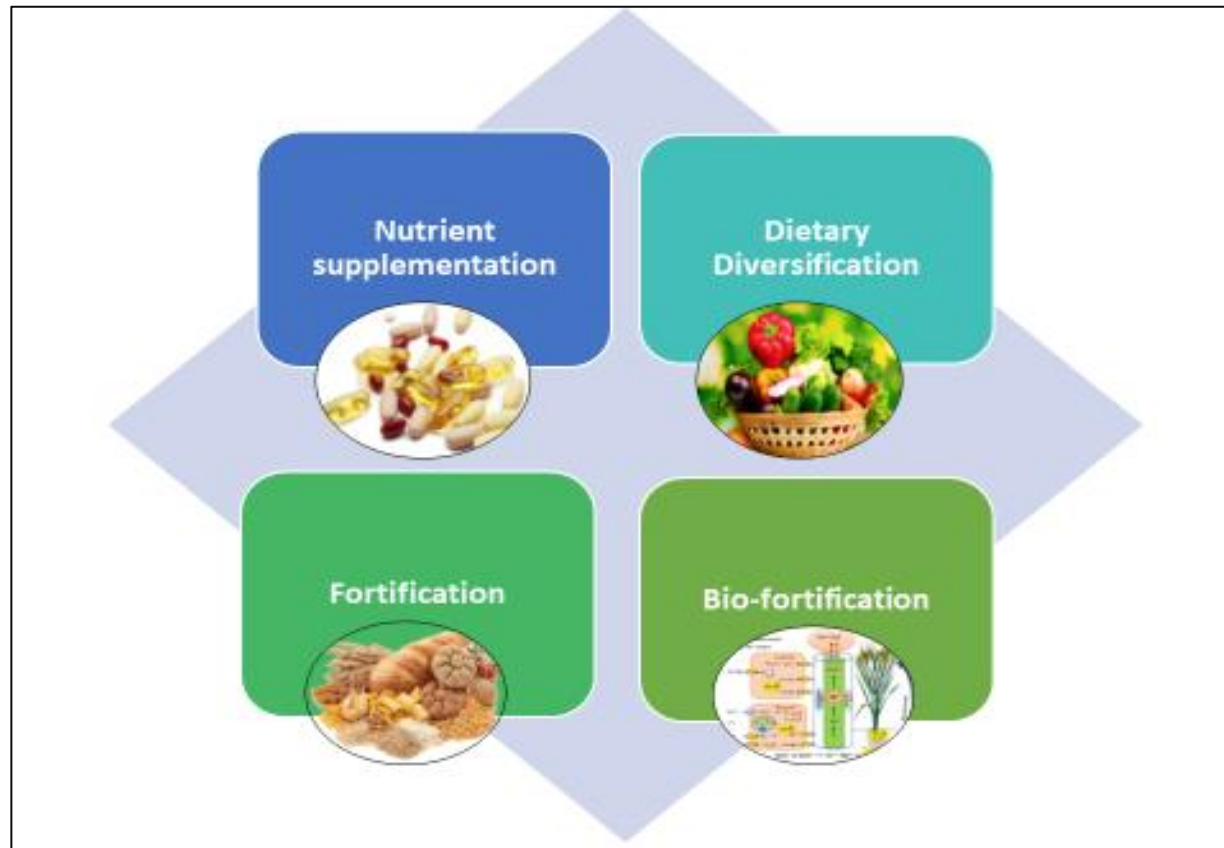 Nutrient
supplementation
Dietary
Diversification
Fortification
Bio-fortification